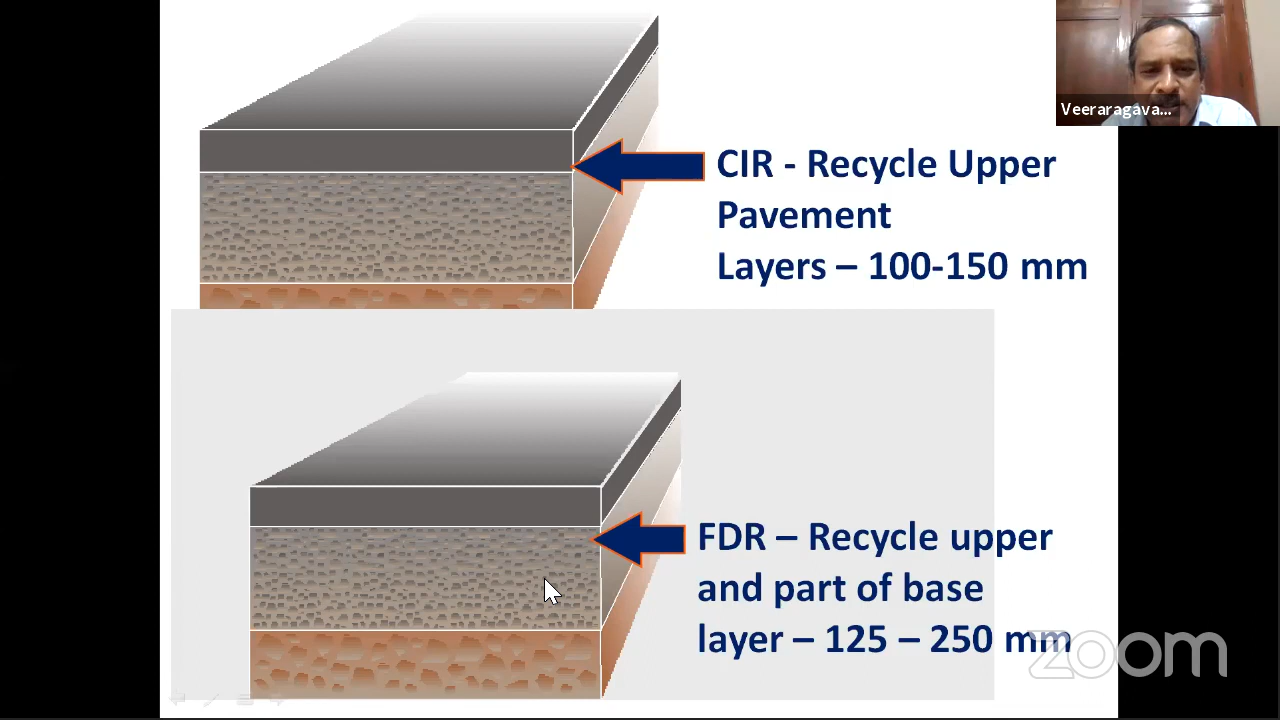 Veeraragava...
CIR - Recycle Upper
Pavement
Layers – 100-150 mm
FDR – Recycle upper
and part of base
layer – 125 – 250 mm
zoom